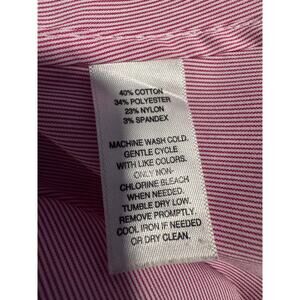 40% COTTON
34% POLYESTER
23% NYLON
3% SPANDEX
MACHINE WASH COLD.
GENTLE CYCLE
WITH LIKE COLORS.
ONLY NON-
CHLORINE BLEACH
WHEN NEEDED.
TUMBLE DRY LOW.
REMOVE PROMPTLY.
COOL IRON IF NEEDED
OR DRY CLEAN.